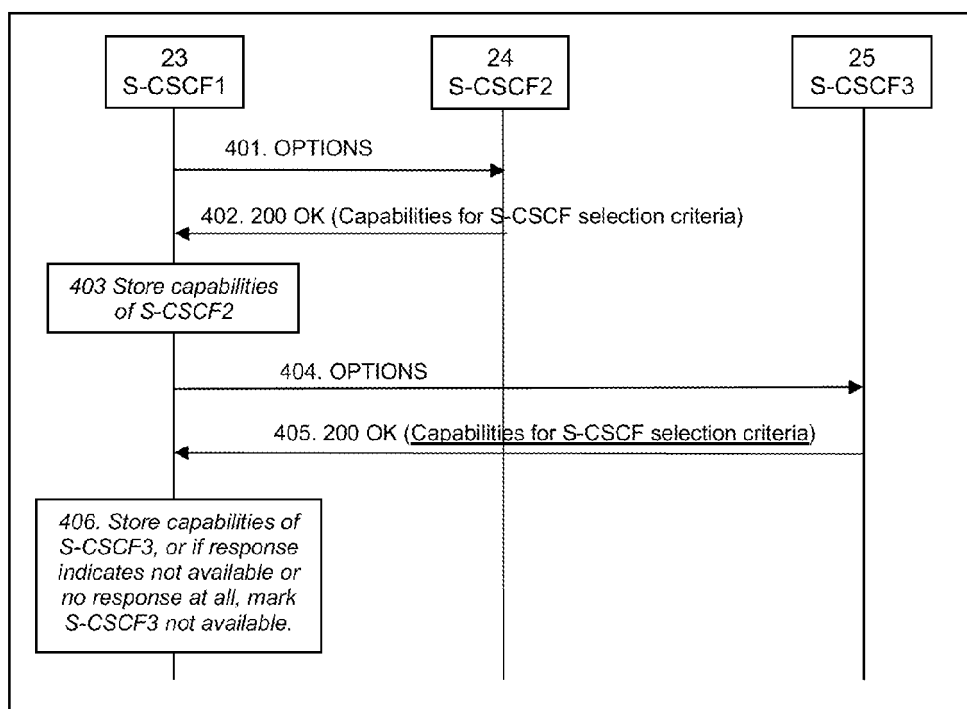 23
S-CSCF1
24
S-CSCF2
25
S-CSCF3
401. OPTIONS
402. 200 OK (Capabilities for S-CSCF selection criteria)
403 Store capabilities
of S-CSCF2
404. OPTIONS
405. 200 OK (Capabilities for S-CSCF selection criteria)
406. Store capabilities of
S-CSCF3, or if response
indicates not available or
no response at all, mark
S-CSCF3 not available.